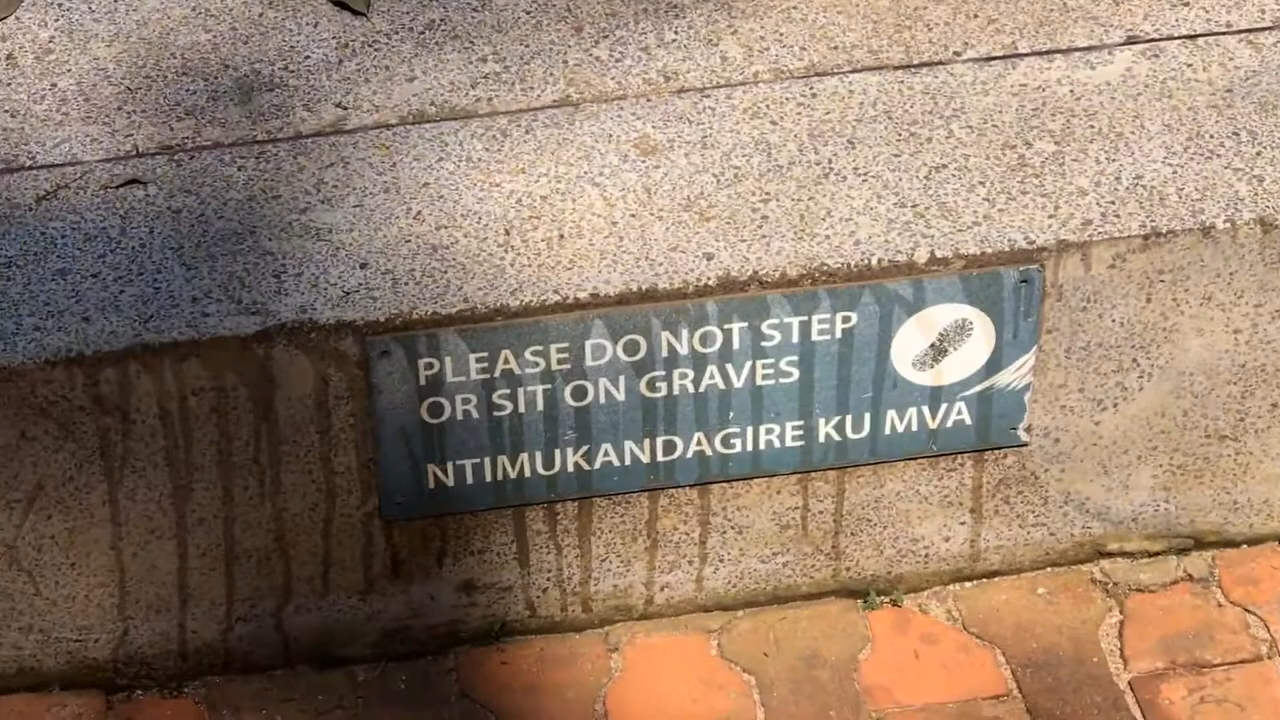 PLEASE DO NOT STEP
OR SIT ON GRAVES
NTIMUKANDAGIRE KU MVA